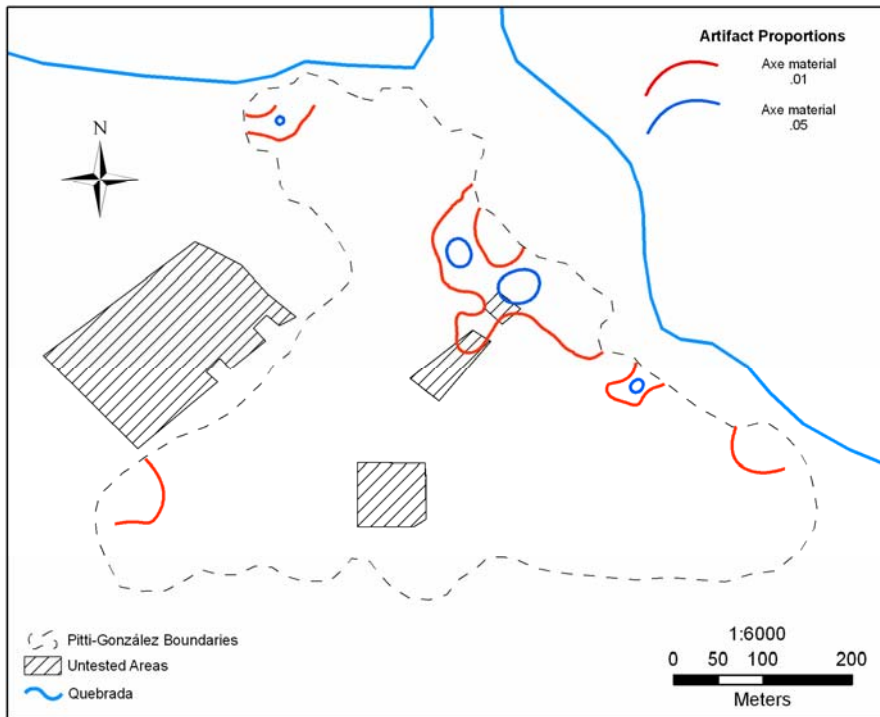 Artifact Proportions
Axe material
.01
Axe material
.05
N
Pitti-González Boundaries
Untested Areas
Quebrada
1:6000
0 50 100 200
Meters